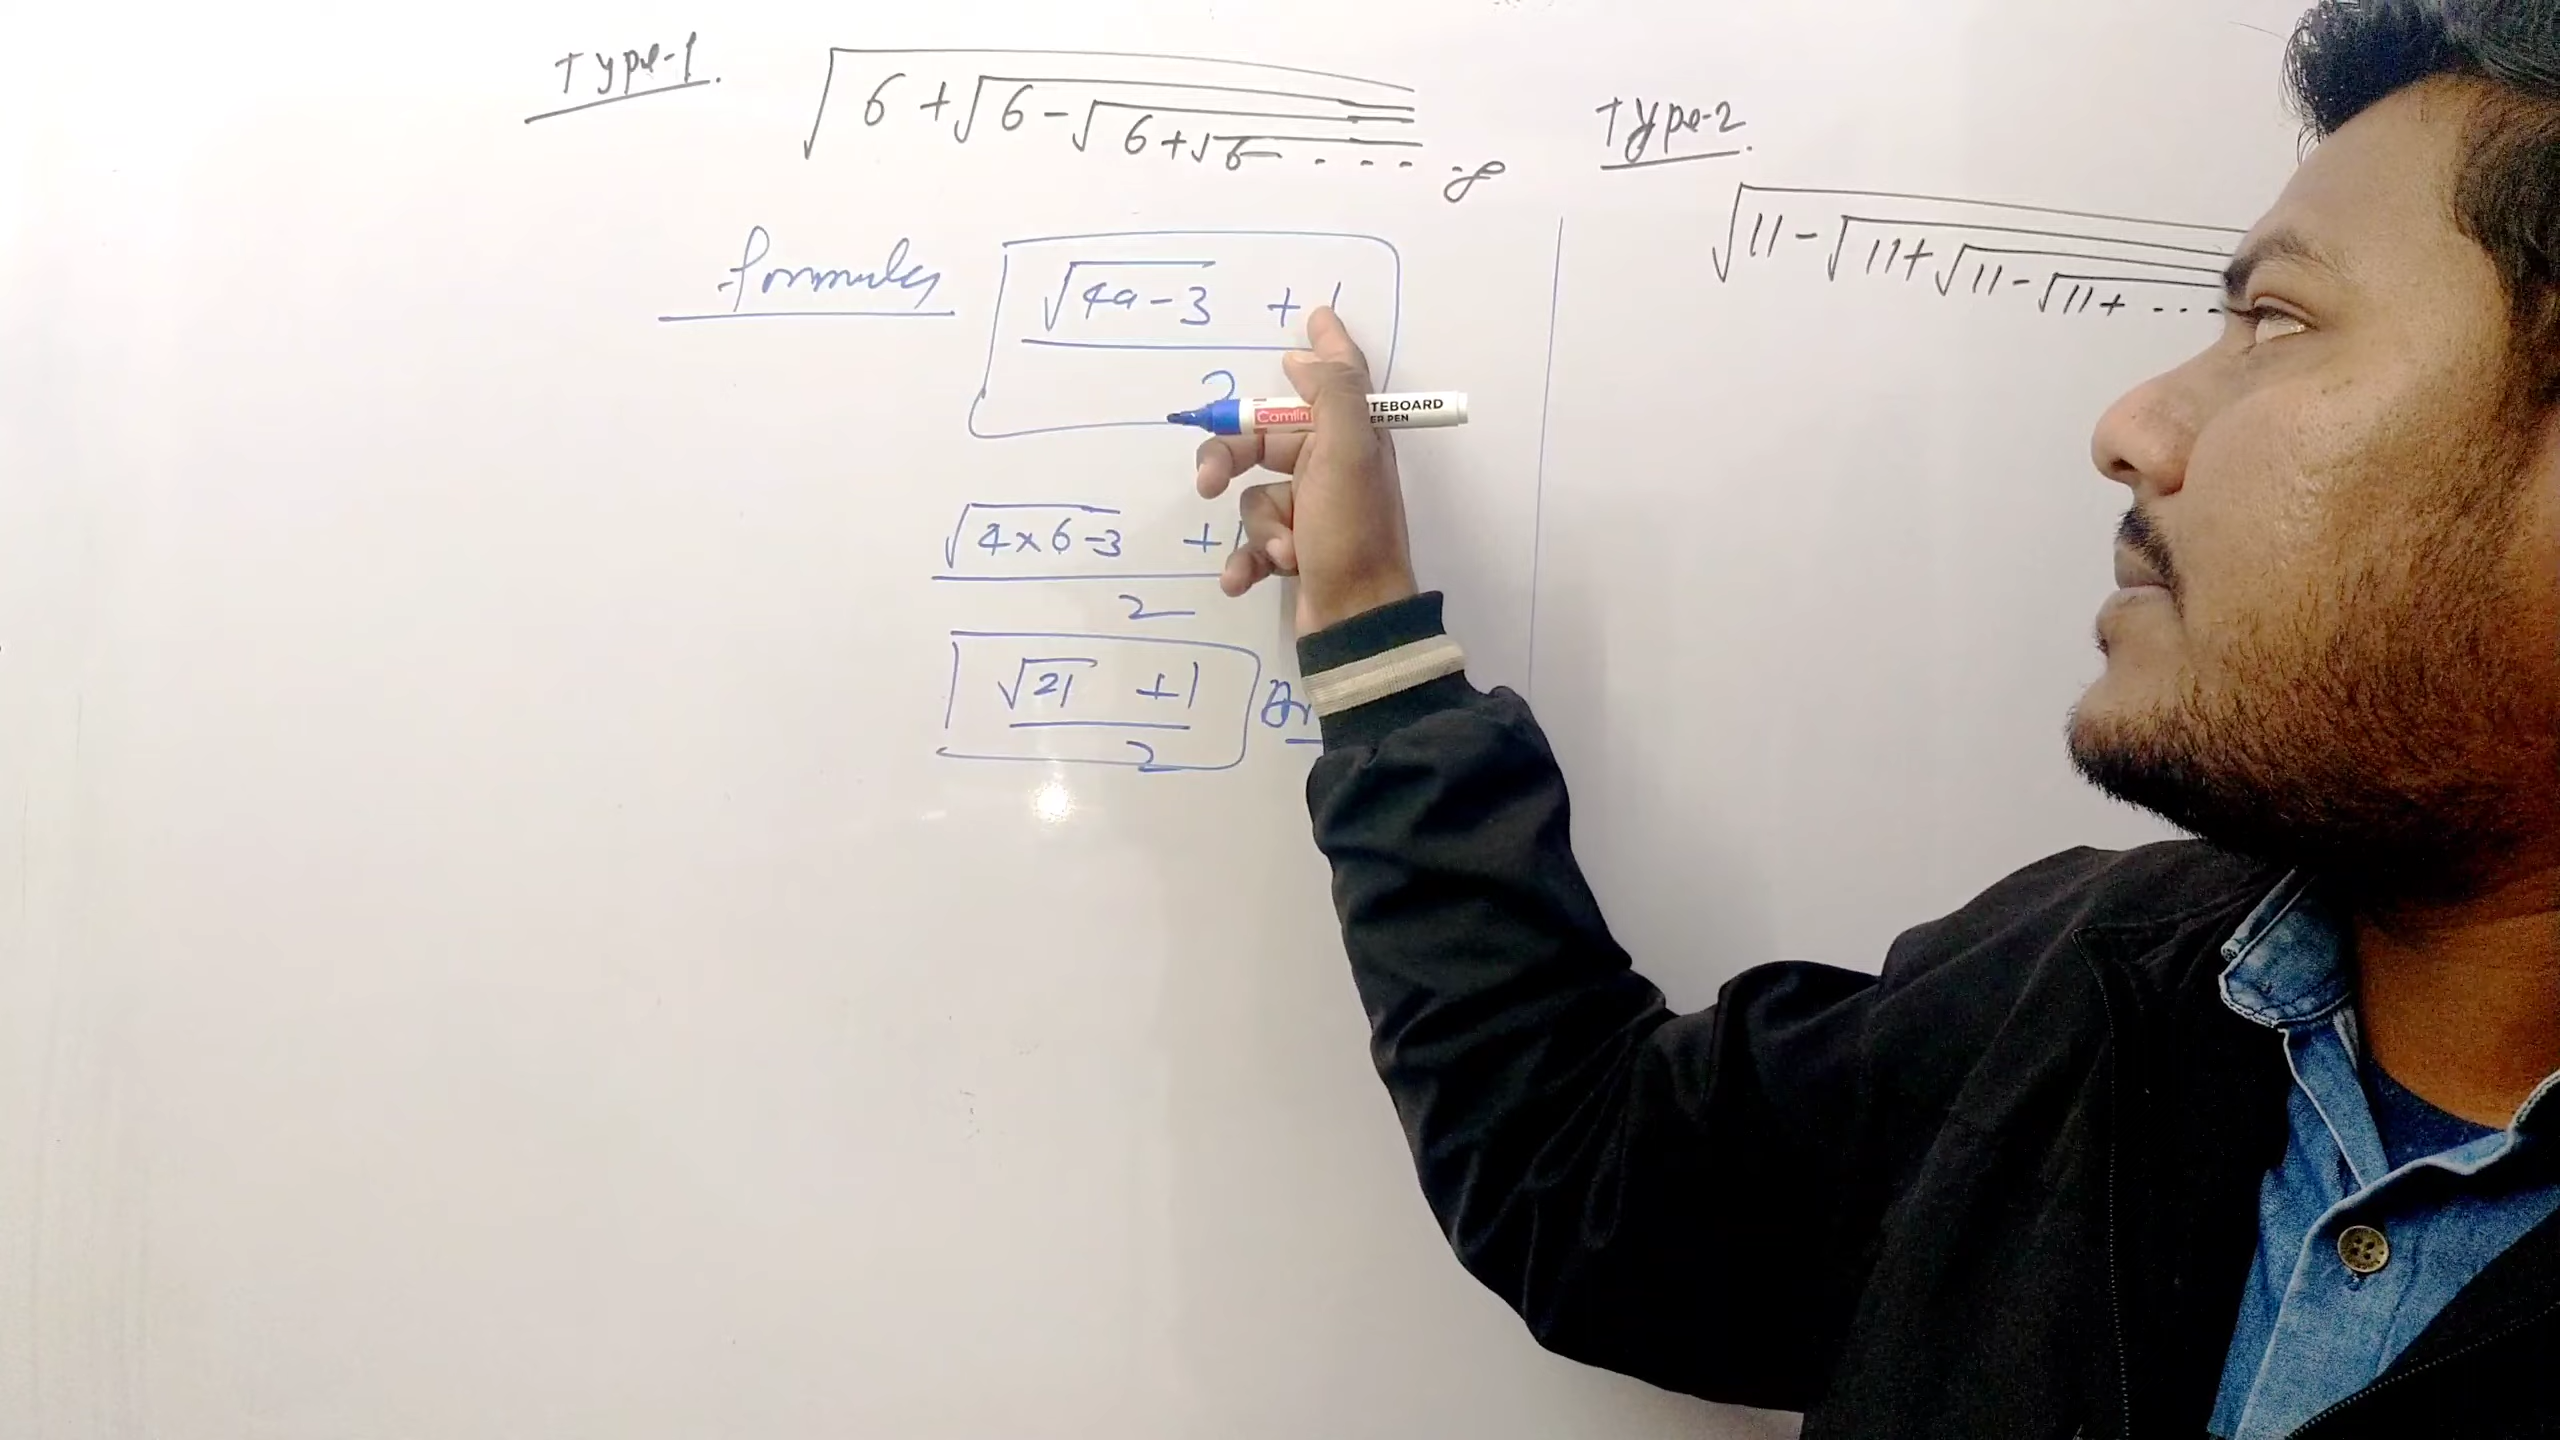 Type-1.
√6+√6-√6+√6- . . . . ∞
formula
√4a-3 +1
2
√4×6-3 +1
2
√21 +1
2
Type-2.
√11-√11+√11-√11+ ...
Camlin
TEBOARD
ER PEN